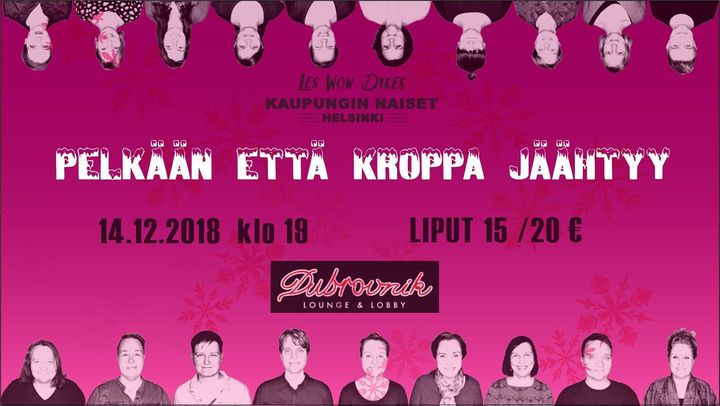 Les Wow Dykes
KAUPUNGIN NAISET
HELSINKI
PELKÄÄN ETTÄ KROPPA JÄÄHTYY
14.12.2018 klo 19 LIPUT 15 /20 €
Dubrovnik
LOUNGE & LOBBY